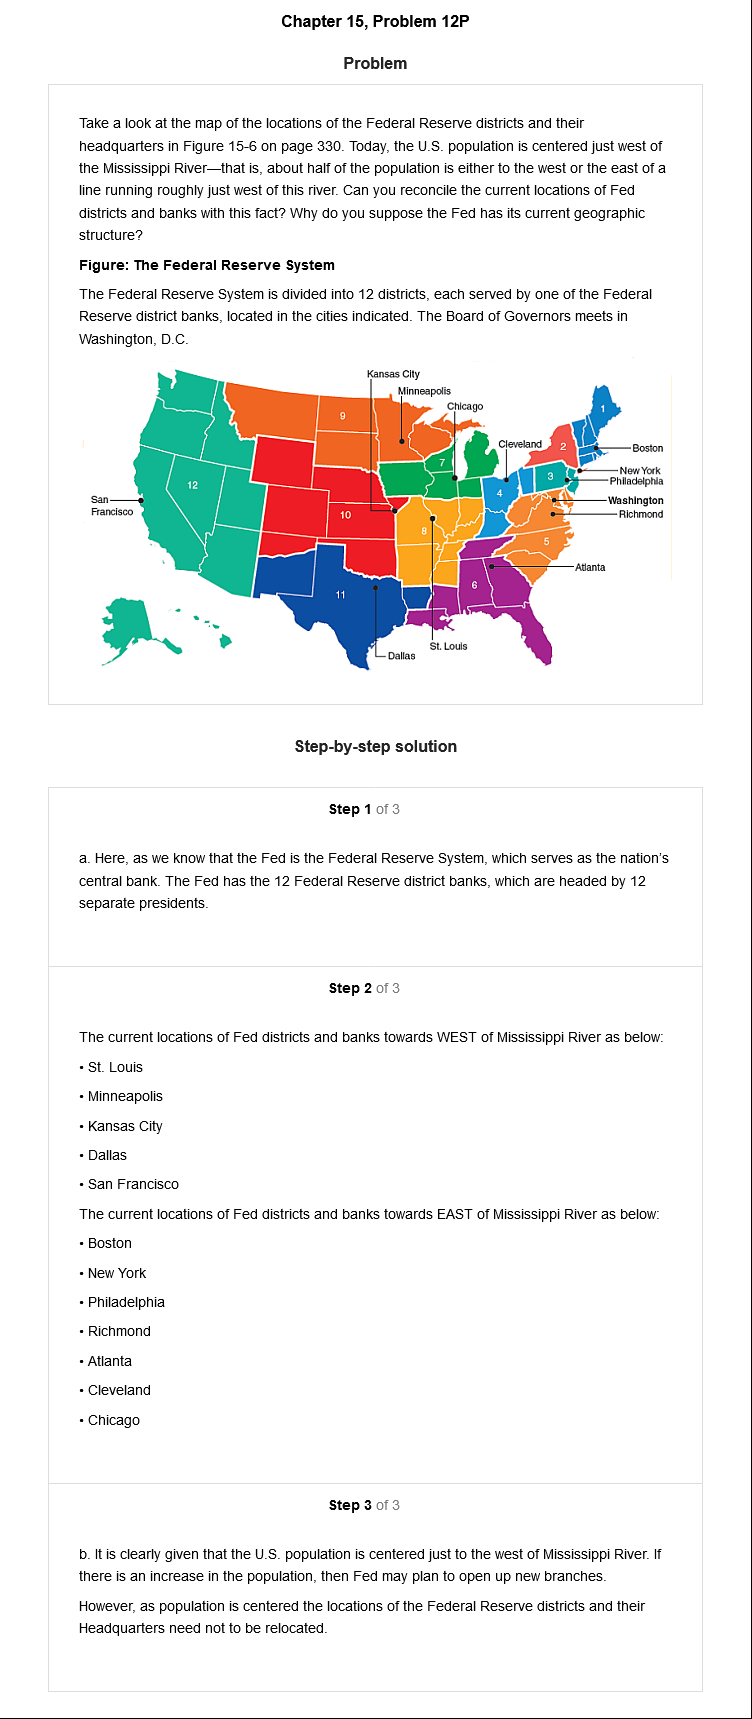 Chapter 15, Problem 12P
Problem
Take a look at the map of the locations of the Federal Reserve districts and their
headquarters in Figure 15-6 on page 330. Today, the U.S. population is centered just west of
the Mississippi River—that is, about half of the population is either to the west or the east of a
line running roughly just west of this river. Can you reconcile the current locations of Fed
districts and banks with this fact? Why do you suppose the Fed has its current geographic
structure?
Figure: The Federal Reserve System
The Federal Reserve System is divided into 12 districts, each served by one of the Federal
Reserve district banks, located in the cities indicated. The Board of Governors meets in
Washington, D.C.
Kansas City
Minneapolis
Chicago
Cleveland
Boston
New York
Philadelphia
Washington
Richmond
Atlanta
St. Louis
Dallas
San
Francisco
1
2
3
4
5
6
7
8
9
10
11
12
Step-by-step solution
Step 1 of 3
a. Here, as we know that the Fed is the Federal Reserve System, which serves as the nation's
central bank. The Fed has the 12 Federal Reserve district banks, which are headed by 12
separate presidents.
Step 2 of 3
The current locations of Fed districts and banks towards WEST of Mississippi River as below:
• St. Louis
• Minneapolis
• Kansas City
• Dallas
• San Francisco
The current locations of Fed districts and banks towards EAST of Mississippi River as below:
• Boston
• New York
• Philadelphia
• Richmond
• Atlanta
• Cleveland
• Chicago
Step 3 of 3
b. It is clearly given that the U.S. population is centered just to the west of Mississippi River. If
there is an increase in the population, then Fed may plan to open up new branches.
However, as population is centered the locations of the Federal Reserve districts and their
Headquarters need not to be relocated.